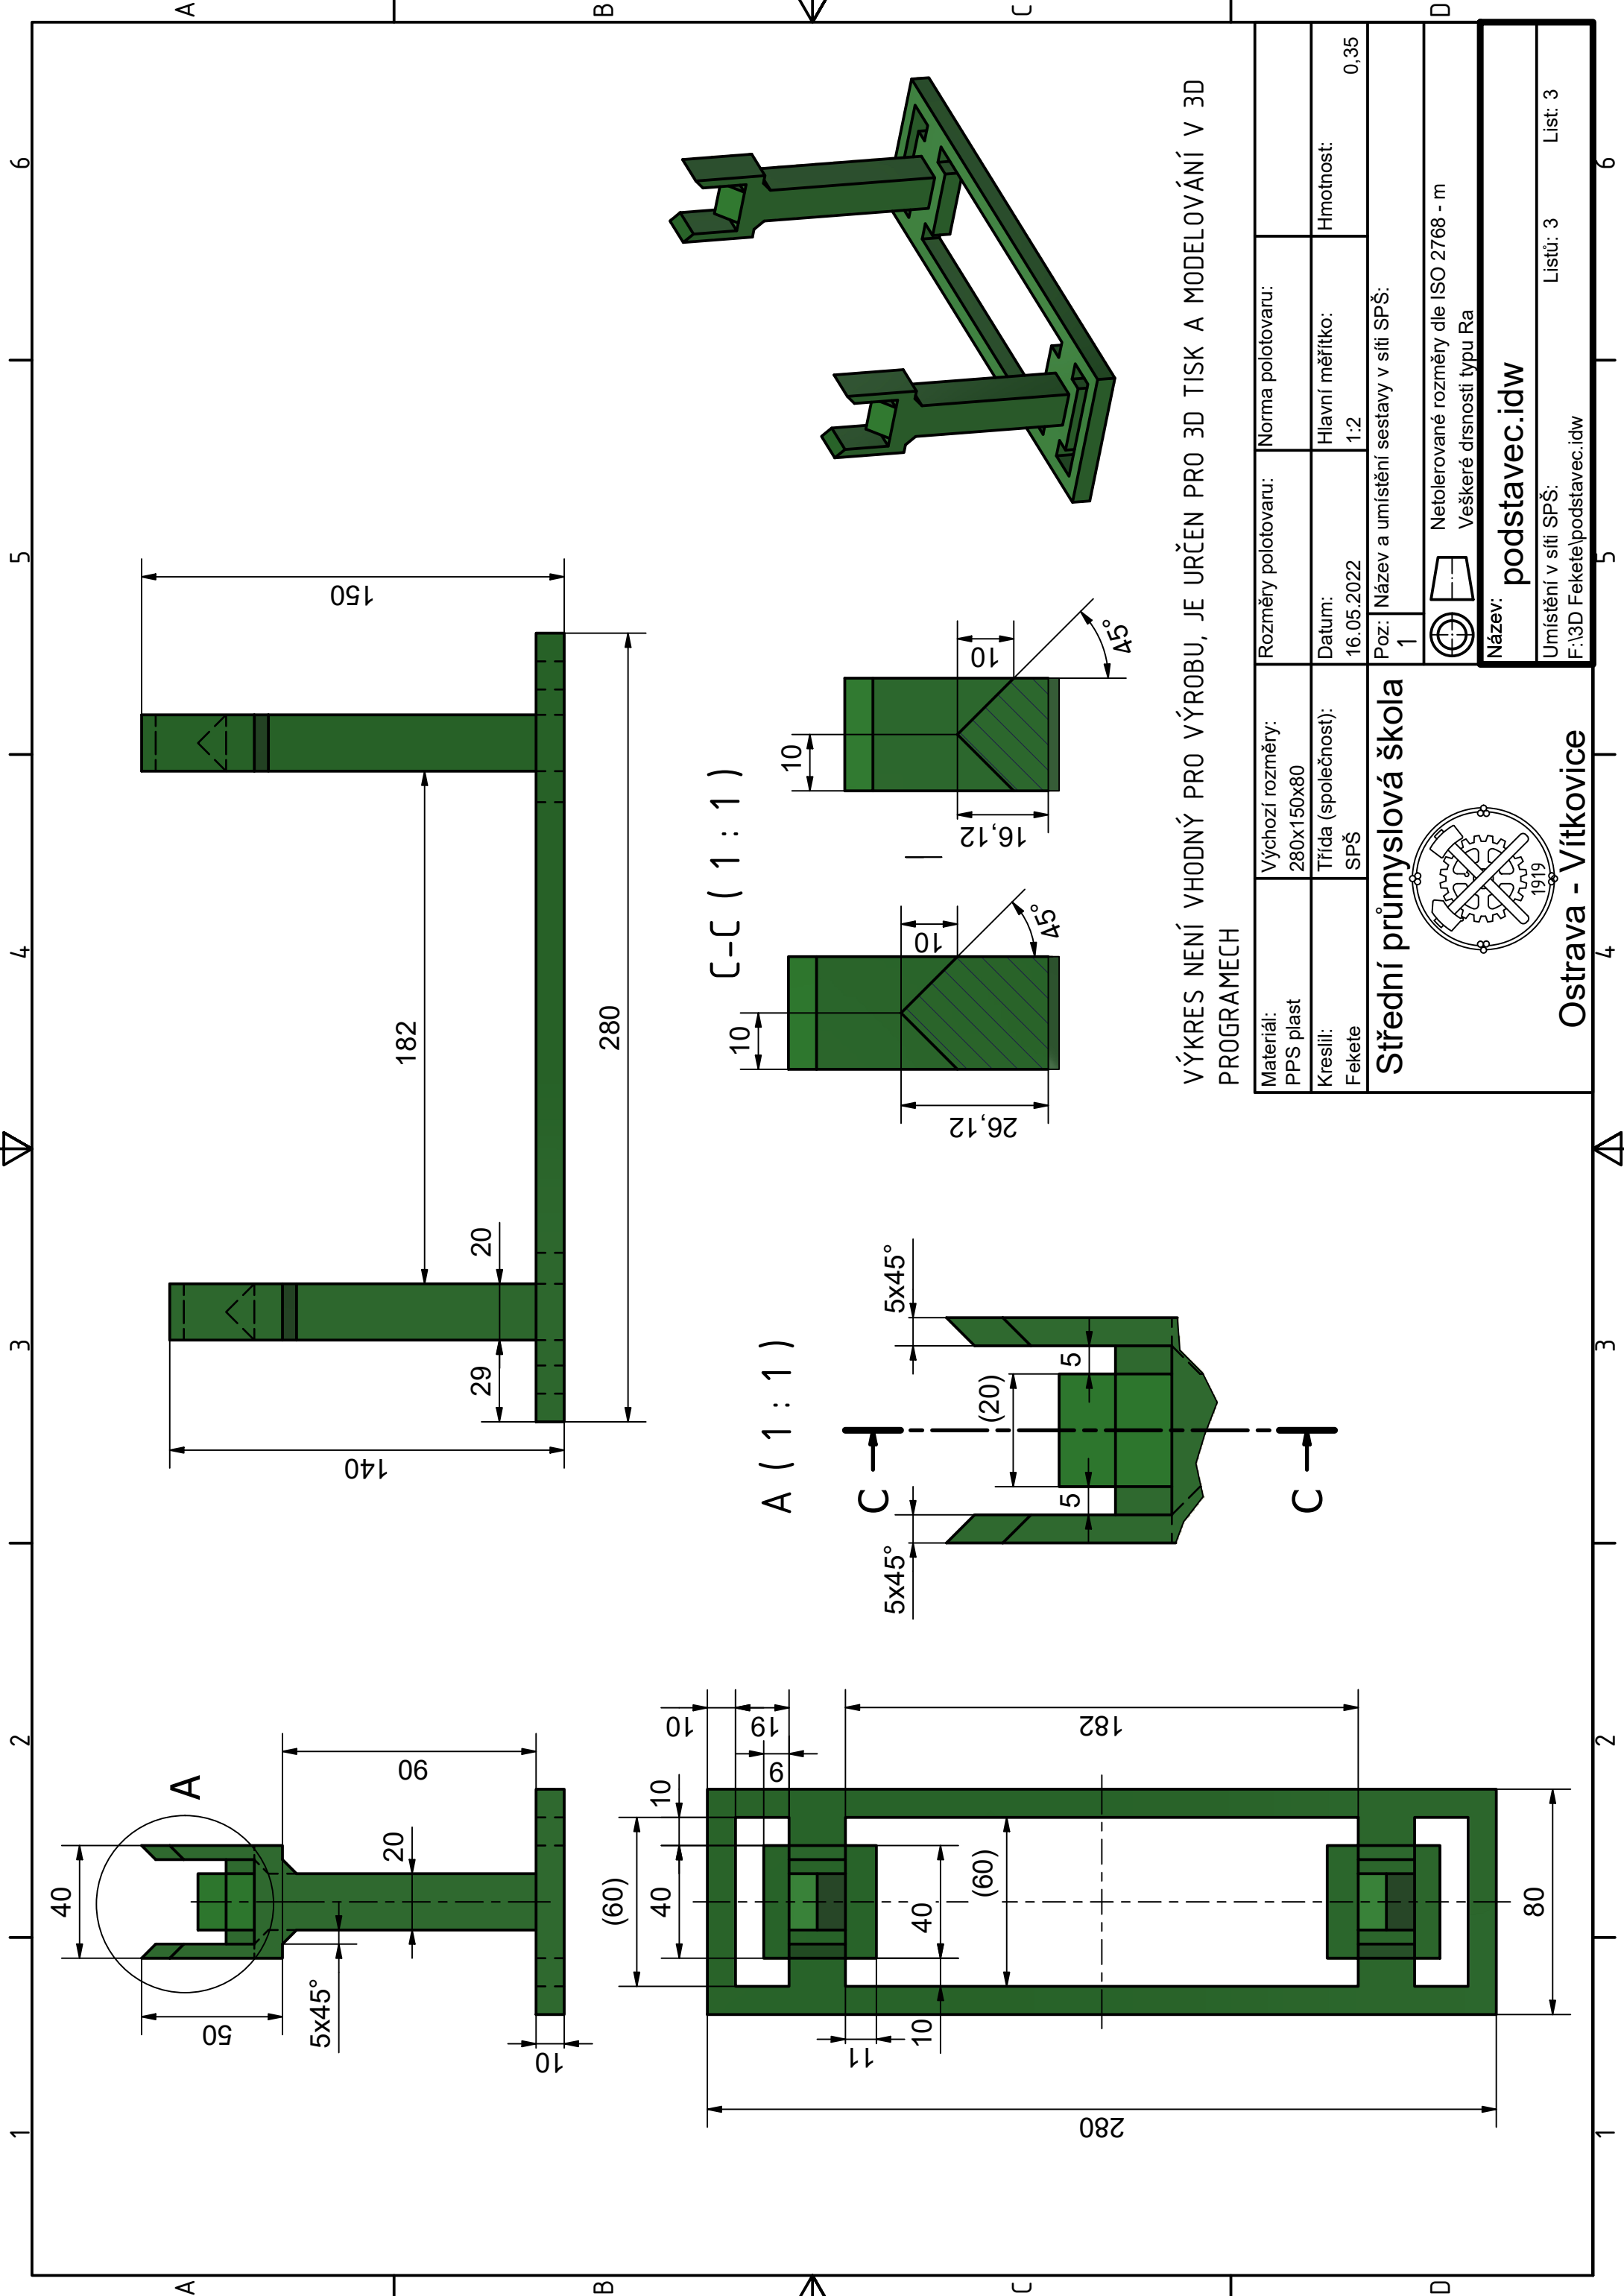 1
2
3
4
5
6
A
B
C
D
A
40
50
90
20
5x45°
10
140
150
182
20
29
280
(60)
40
10
10
19
9
182
40
(60)
10
11
80
280
A ( 1 : 1 )
5x45°
5x45°
(20)
5
5
C
C
C-C ( 1 : 1 )
10
10
26,12
45°
10
10
16,12
45°
VÝKRES NENÍ VHODNÝ PRO VÝROBU, JE URČEN PRO 3D TISK A MODELOVÁNÍ V 3D
PROGRAMECH
Materiál:
PPS plast
Výchozí rozměry:
280x150x80
Rozměry polotovaru:
Norma polotovaru:
Kreslil:
Fekete
Třída (společnost):
SPŠ
Datum:
16.05.2022
Hlavní měřítko:
1:2
Hmotnost:
0,35
Střední průmyslová škola
1919
Ostrava - Vítkovice
Poz:
1
Název a umístění sestavy v síti SPŠ:
Netolerované rozměry dle ISO 2768 - m
Veškeré drsnosti typu Ra
Název:
podstavec.idw
Umístění v síti SPŠ:
F:\3D Fekete\podstavec.idw
Listů: 3
List: 3
1
2
3
4
5
6
A
B
C
D